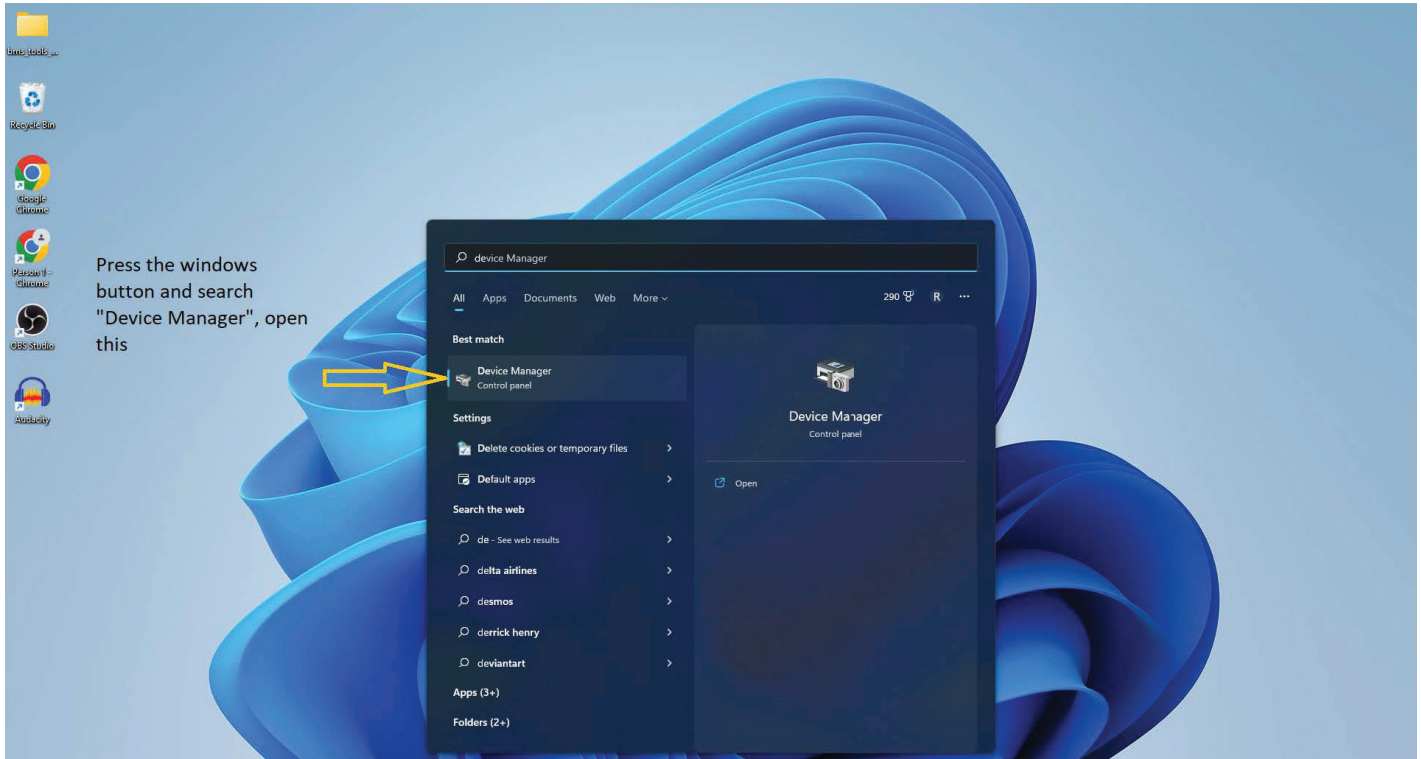 Recycle Bin
Google
Chrome
Person 1 -
Chrome
OBS Studio
Audacity
Press the windows
button and search
"Device Manager", open
this
device Manager
All Apps Documents Web More
290 R ...
Best match
Device Manager
Control panel
Settings
Delete cookies or temporary files
Default apps
Search the web
de - See web results
delta airlines
desmos
derrick henry
deviantart
Apps (3+)
Folders (2+)
Device Manager
Control panel
Open